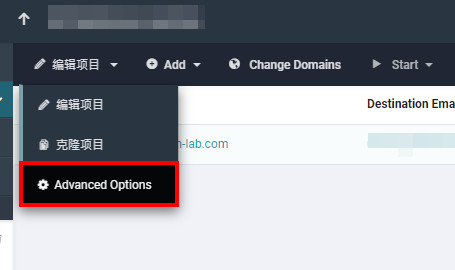 编辑项目 Add Change Domains Start
编辑项目
Destination Ema
克隆项目
-lab.com
Advanced Options